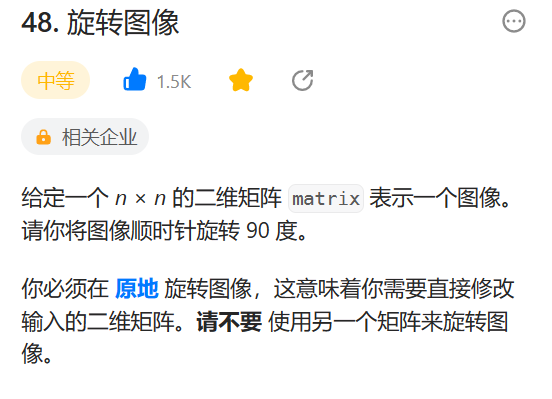 48. 旋转图像
中等 1.5K
相关企业
给定一个 n × n 的二维矩阵 matrix 表示一个图像。
请你将图像顺时针旋转 90 度。
你必须在 原地 旋转图像，这意味着你需要直接修改
输入的二维矩阵。请不要 使用另一个矩阵来旋转图
像。